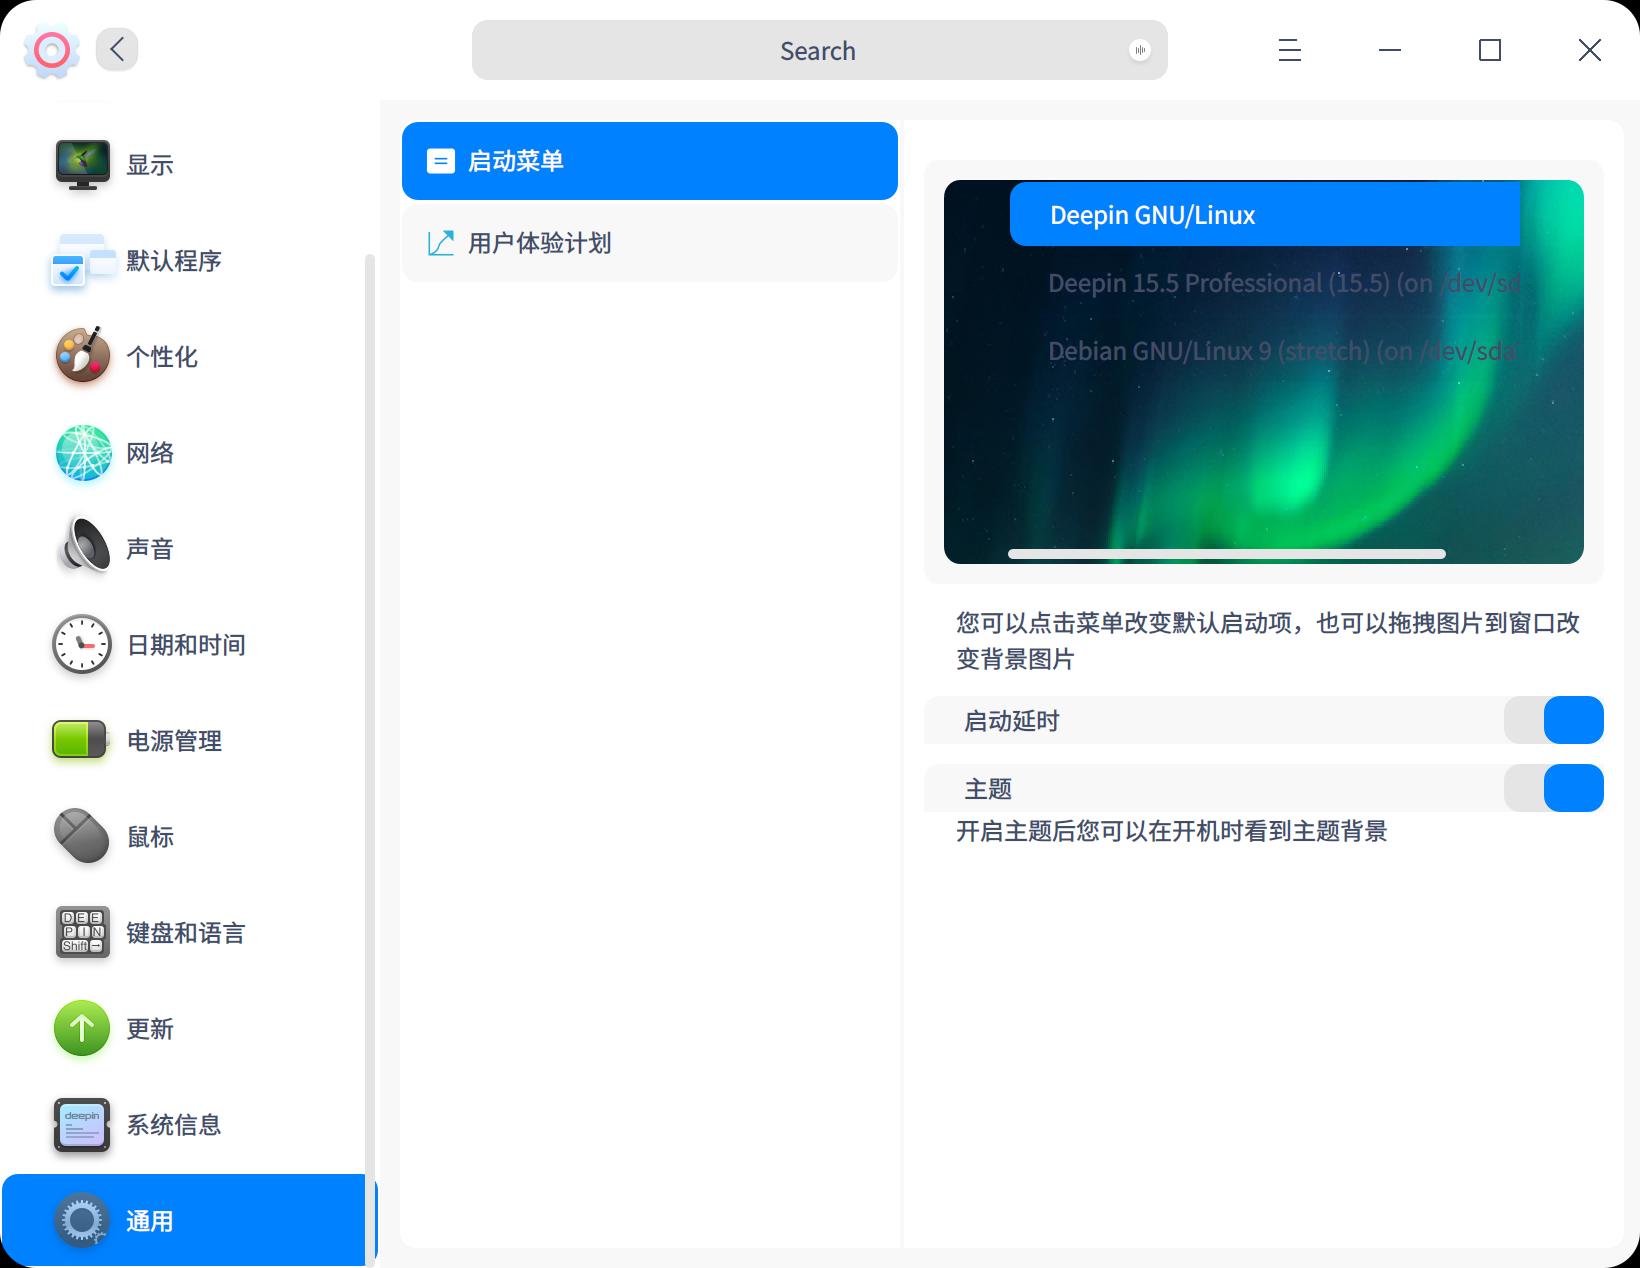 Search
显示
默认程序
个性化
网络
声音
日期和时间
电源管理
鼠标
D E E
P I N
Shift →
键盘和语言
更新
deepin
系统信息
通用
启动菜单
用户体验计划
Deepin GNU/Linux
Deepin 15.5 Professional (15.5) (on /dev/sd
Debian GNU/Linux 9 (stretch) (on /dev/sda
您可以点击菜单改变默认启动项，也可以拖拽图片到窗口改
变背景图片
启动延时
主题
开启主题后您可以在开机时看到主题背景